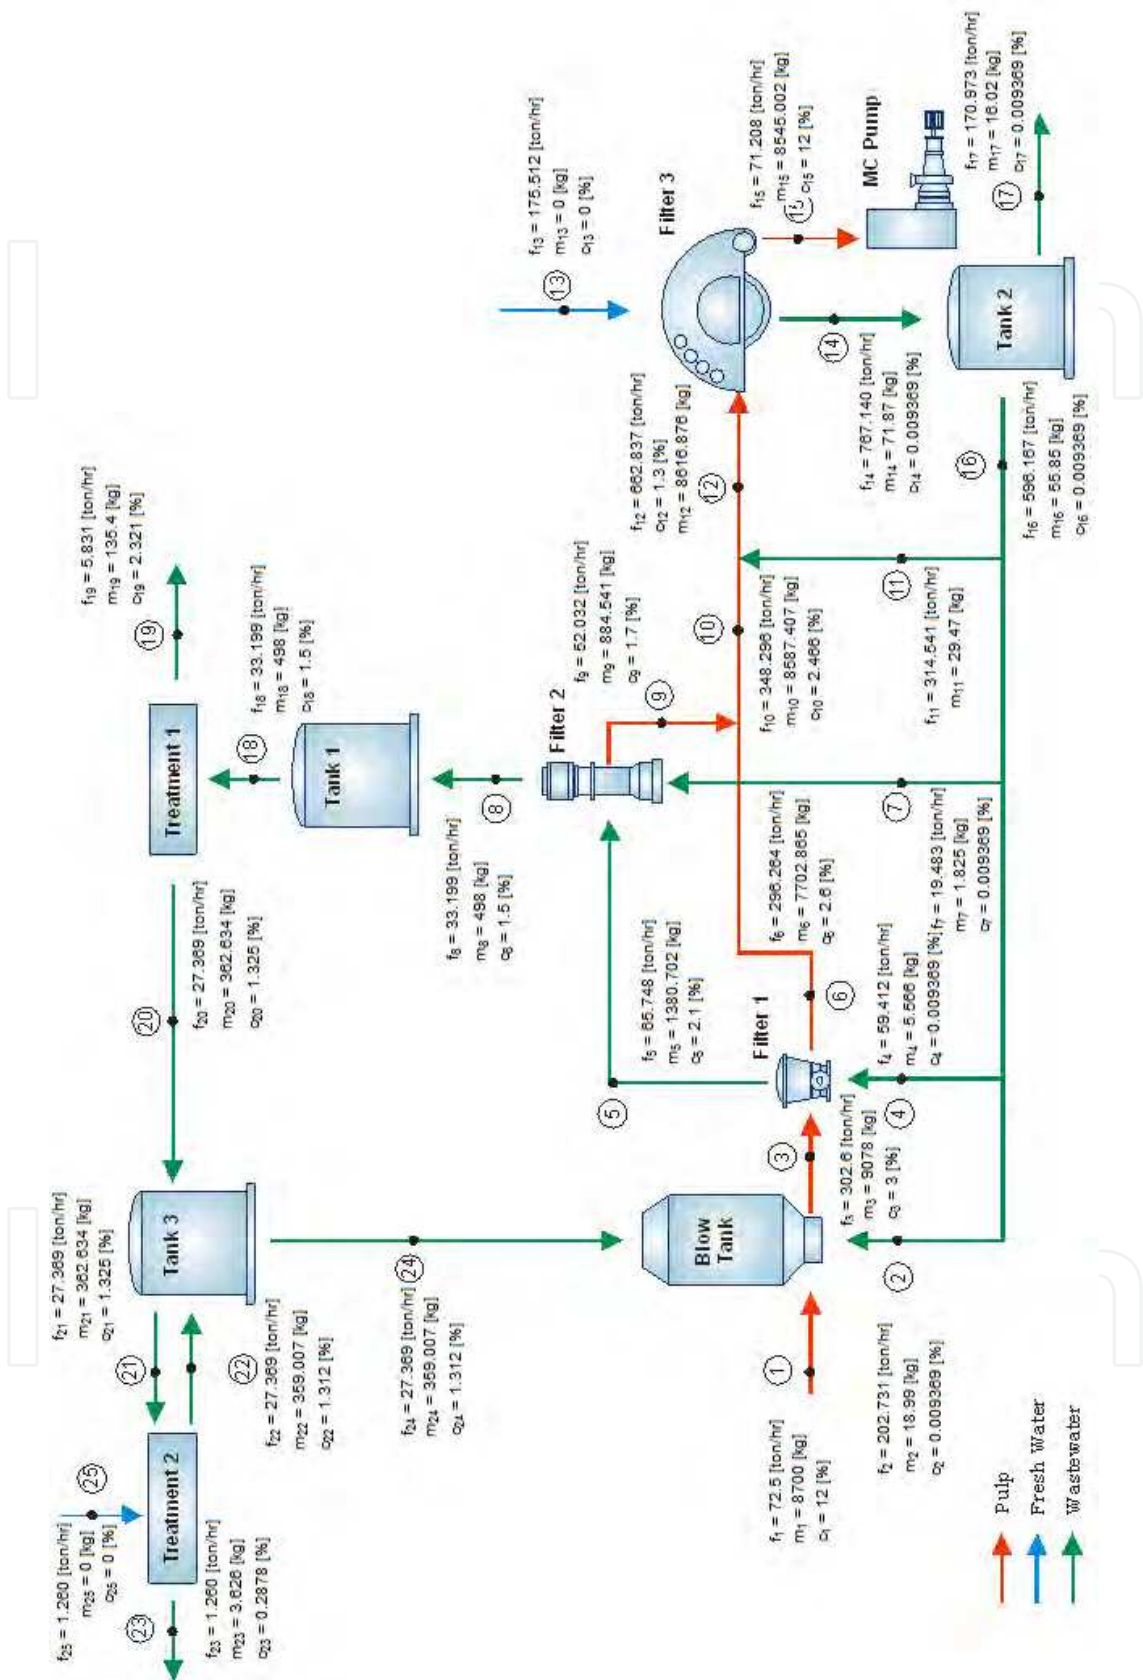 f25 = 1.260 [ton/hr]
m25 = 0 [kg]
c25 = 0 [%]
25
Treatment 2
23
f23 = 1.260 [ton/hr]
m23 = 3.626 [kg]
c23 = 0.2878 [%]
f21 = 27.369 [ton/hr]
m21 = 362.634 [kg]
c21 = 1.325 [%]
21
22
f22 = 27.369 [ton/hr]
m22 = 359.007 [kg]
c22 = 1.312 [%]
Tank 3
20
f20 = 27.369 [ton/hr]
m20 = 362.634 [kg]
c20 = 1.325 [%]
Treatment 1
19
f19 = 5.831 [ton/hr]
m19 = 135.4 [kg]
c19 = 2.321 [%]
18
f18 = 33.199 [ton/hr]
m18 = 498 [kg]
c18 = 1.5 [%]
Tank 1
24
f24 = 27.369 [ton/hr]
m24 = 359.007 [kg]
c24 = 1.312 [%]
8
f8 = 33.199 [ton/hr]
m8 = 498 [kg]
c8 = 1.5 [%]
Filter 2
9
f9 = 52.032 [ton/hr]
m9 = 884.541 [kg]
c9 = 1.7 [%]
13
f13 = 175.512 [ton/hr]
m13 = 0 [kg]
c13 = 0 [%]
Filter 3
5
f5 = 65.748 [ton/hr]
m5 = 1380.702 [kg]
c5 = 2.1 [%]
Blow
Tank
Filter 1
1
f1 = 72.5 [ton/hr]
m1 = 8700 [kg]
c1 = 12 [%]
3
f3 = 302.6 [ton/hr]
m3 = 9078 [kg]
c3 = 3 [%]
6
f6 = 296.264 [ton/hr]
m6 = 7702.865 [kg]
c6 = 2.6 [%]
10
f10 = 348.296 [ton/hr]
m10 = 8587.407 [kg]
c10 = 2.466 [%]
12
f12 = 662.837 [ton/hr]
c12 = 1.3 [%]
m12 = 8616.876 [kg]
15
f15 = 71.208 [ton/hr]
m15 = 8545.002 [kg]
c15 = 12 [%]
MC Pump
14
f14 = 767.140 [ton/hr]
m14 = 71.87 [kg]
c14 = 0.009369 [%]
2
f2 = 202.731 [ton/hr]
m2 = 18.99 [kg]
c2 = 0.009369 [%]
4
f4 = 59.412 [ton/hr]
m4 = 5.566 [kg]
c4 = 0.009369 [%]
7
f7 = 19.483 [ton/hr]
m7 = 1.825 [kg]
c7 = 0.009369 [%]
11
f11 = 314.541 [ton/hr]
m11 = 29.47 [kg]
16
f16 = 596.167 [ton/hr]
m16 = 55.85 [kg]
c16 = 0.009369 [%]
Tank 2
17
f17 = 170.973 [ton/hr]
m17 = 16.02 [kg]
c17 = 0.009369 [%]
Pulp
Fresh Water
Wastewater